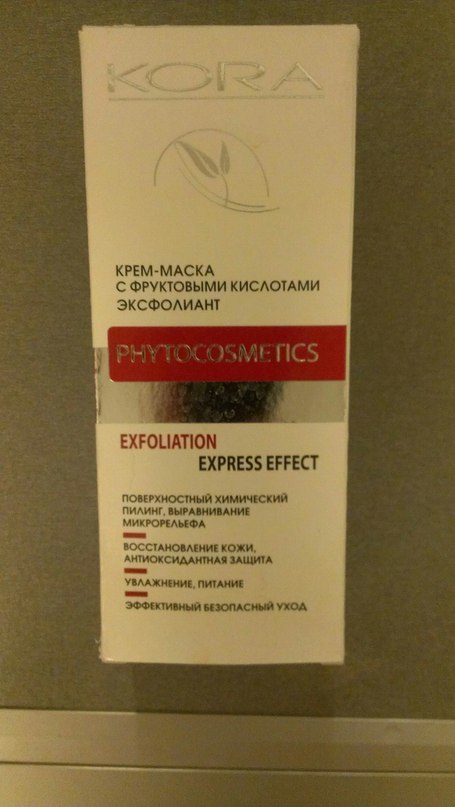 KORA
КРЕМ-МАСКА
С ФРУКТОВЫМИ КИСЛОТАМИ
ЭКСФОЛИАНТ
PHYTOCOSMETICS
EXFOLIATION
EXPRESS EFFECT
ПОВЕРХНОСТНЫЙ ХИМИЧЕСКИЙ
ПИЛИНГ, ВЫРАВНИВАНИЕ
МИКРОРЕЛЬЕФА
ВОССТАНОВЛЕНИЕ КОЖИ,
АНТИОКСИДАНТНАЯ ЗАЩИТА
УВЛАЖНЕНИЕ, ПИТАНИЕ
ЭФФЕКТИВНЫЙ БЕЗОПАСНЫЙ УХОД